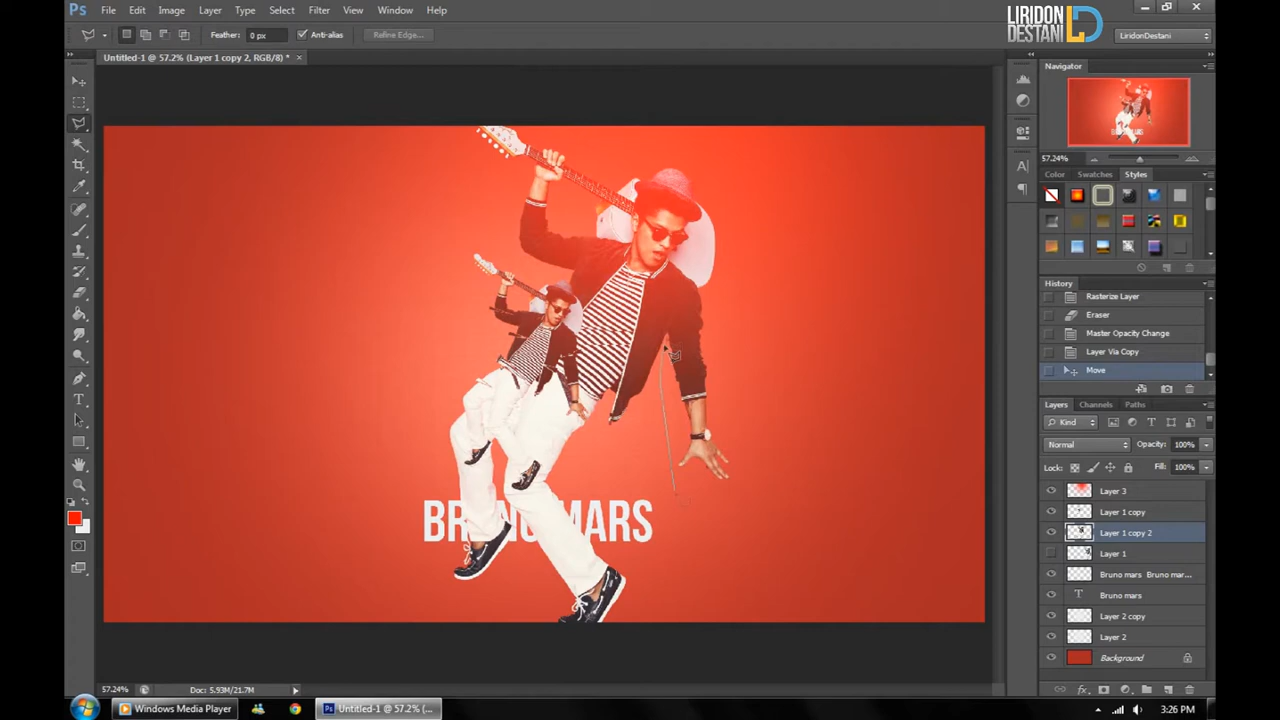 Ps File Edit Image Layer Type Select Filter View Window Help
LIRIDON
DESTANI
Feather: 0 px Anti-alias Refine Edge... LiridonDestani
Untitled-1 @ 57.2% (Layer 1 copy 2, RGB/8) *
Navigator
57.24%
Color Swatches Styles
History
Rasterize Layer
Eraser
Master Opacity Change
Layer Via Copy
Move
Layers Channels Paths
Kind
Normal Opacity: 100%
Lock: Fill: 100%
Layer 3
Layer 1 copy
Layer 1 copy 2
Layer 1
Bruno mars Bruno mar...
T Bruno mars
Layer 2 copy
Layer 2
Background
BRUNO MARS
57.24% Doc: 5.93M/21.7M
Windows Media Player Untitled-1 @ 57.2% (... 3:26 PM